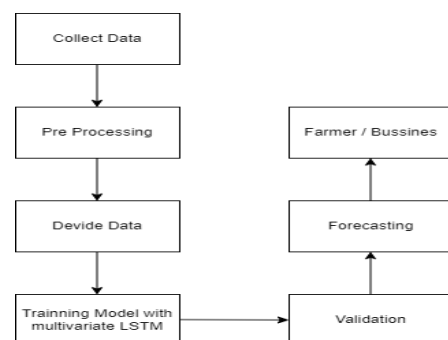 Collect Data
Pre Processing
Devide Data
Trainning Model with
multivariate LSTM
Validation
Forecasting
Farmer / Bussines